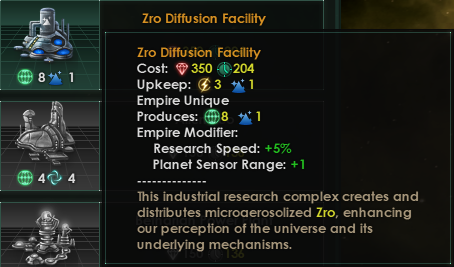 Zro Diffusion Facility
8 1
4 4
Zro Diffusion Facility
Cost: 350 204
Upkeep: 3 1
Empire Unique
Produces: 8 1
Empire Modifier:
Research Speed: +5%
Planet Sensor Range: +1
--------------
This industrial research complex creates and
distributes microaerosolized Zro, enhancing
our perception of the universe and its
underlying mechanisms.